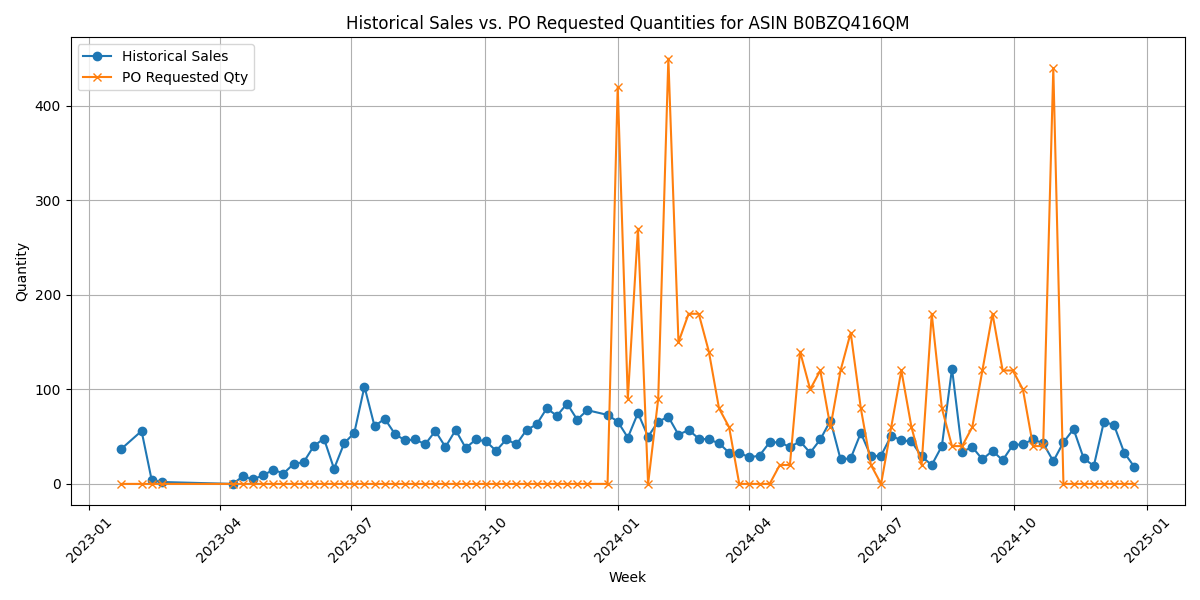 Historical Sales vs. PO Requested Quantities for ASIN B0BZQ416QM
Historical Sales
PO Requested Qty
Quantity
400
300
200
100
0
2023-01
2023-04
2023-07
2023-10
2024-01
2024-04
2024-07
2024-10
2025-01
Week